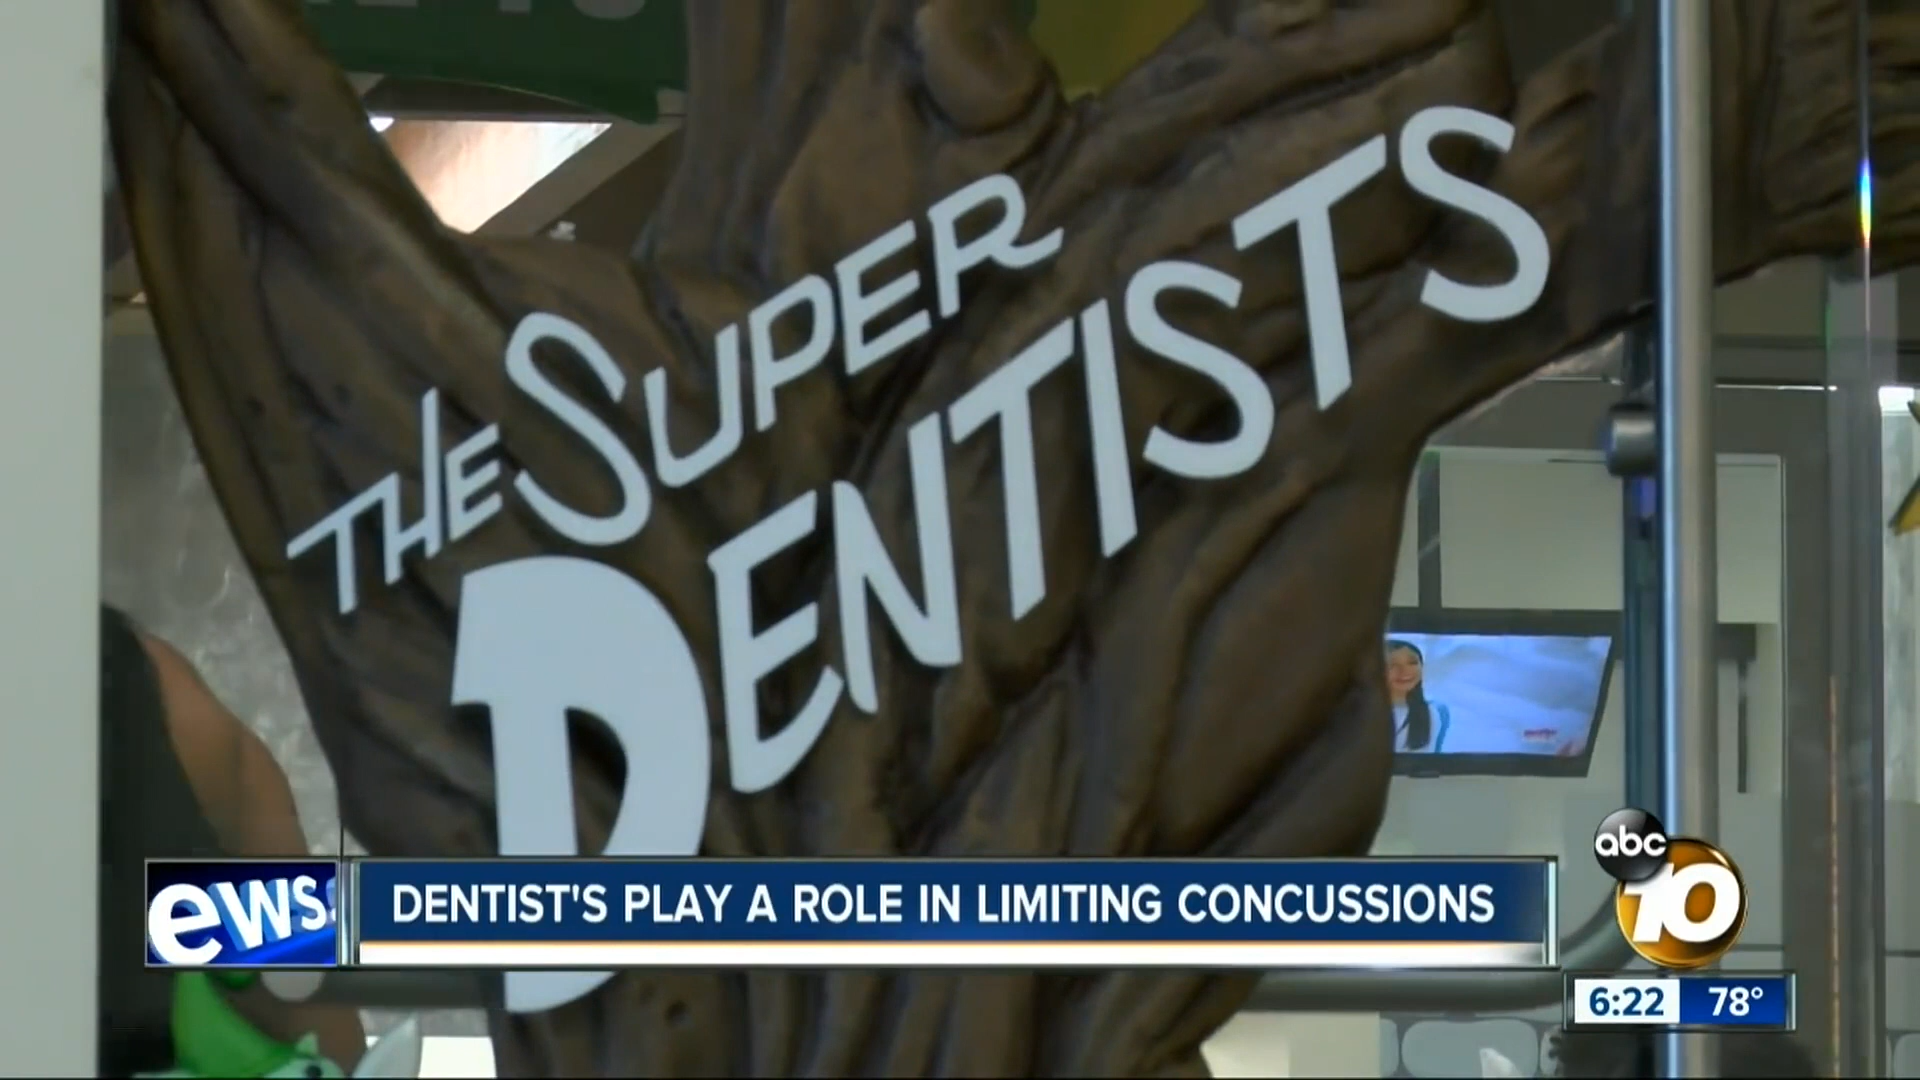 THE SUPER
DENTISTS
ews
DENTIST'S PLAY A ROLE IN LIMITING CONCUSSIONS
abc
10
6:22 78°